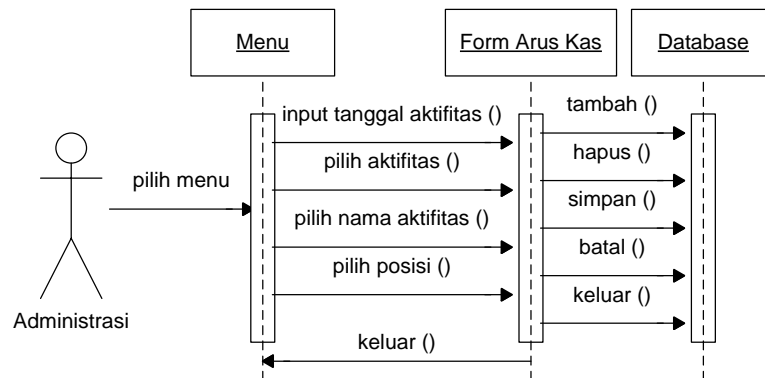 Menu
Form Arus Kas
Database
input tanggal aktifitas ()
tambah ()
pilih aktifitas ()
hapus ()
pilih menu
simpan ()
pilih nama aktifitas ()
batal ()
pilih posisi ()
keluar ()
Administrasi
keluar ()